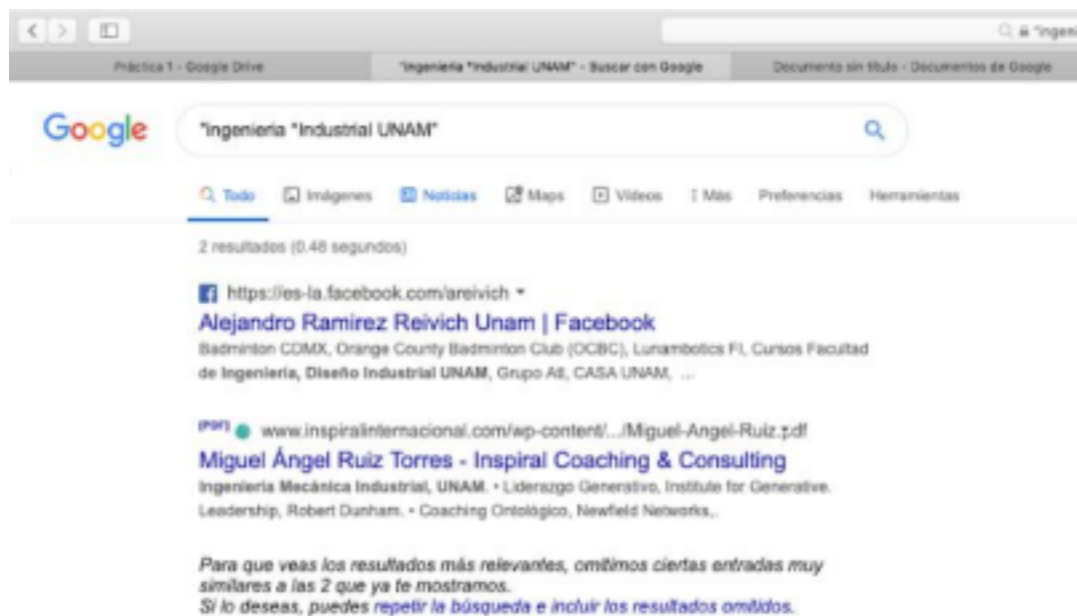 "ingeni
Práctica 1 - Google Drive
"ingenieria "Industrial UNAM" - Buscar con Google
Documento sin título - Documentos de Google
Google
"ingenieria "Industrial UNAM"
Todo Imágenes Noticias Maps Videos Más Preferencias Herramientas
2 resultados (0.48 segundos)
https://es-la.facebook.com/areivich
Alejandro Ramirez Reivich Unam | Facebook
Badminton CDMX, Orange County Badminton Club (OCBC), Lunambotics FI, Cursos Facultad
de Ingeniería, Diseño Industrial UNAM, Grupo At, CASA UNAM, ...
[PDF] www.inspiralinternacional.com/wp-content/.../Miguel-Angel-Ruiz.pdf
Miguel Ángel Ruiz Torres - Inspiral Coaching & Consulting
Ingeniería Mecánica Industrial, UNAM. • Liderazgo Generativo, Institute for Generative.
Leadership, Robert Dunham. • Coaching Ontológico, Newfield Networks,.
Para que veas los resultados más relevantes, omitimos ciertas entradas muy
similares a las 2 que ya te mostramos.
Si lo deseas, puedes repetir la búsqueda e incluir los resultados omitidos.